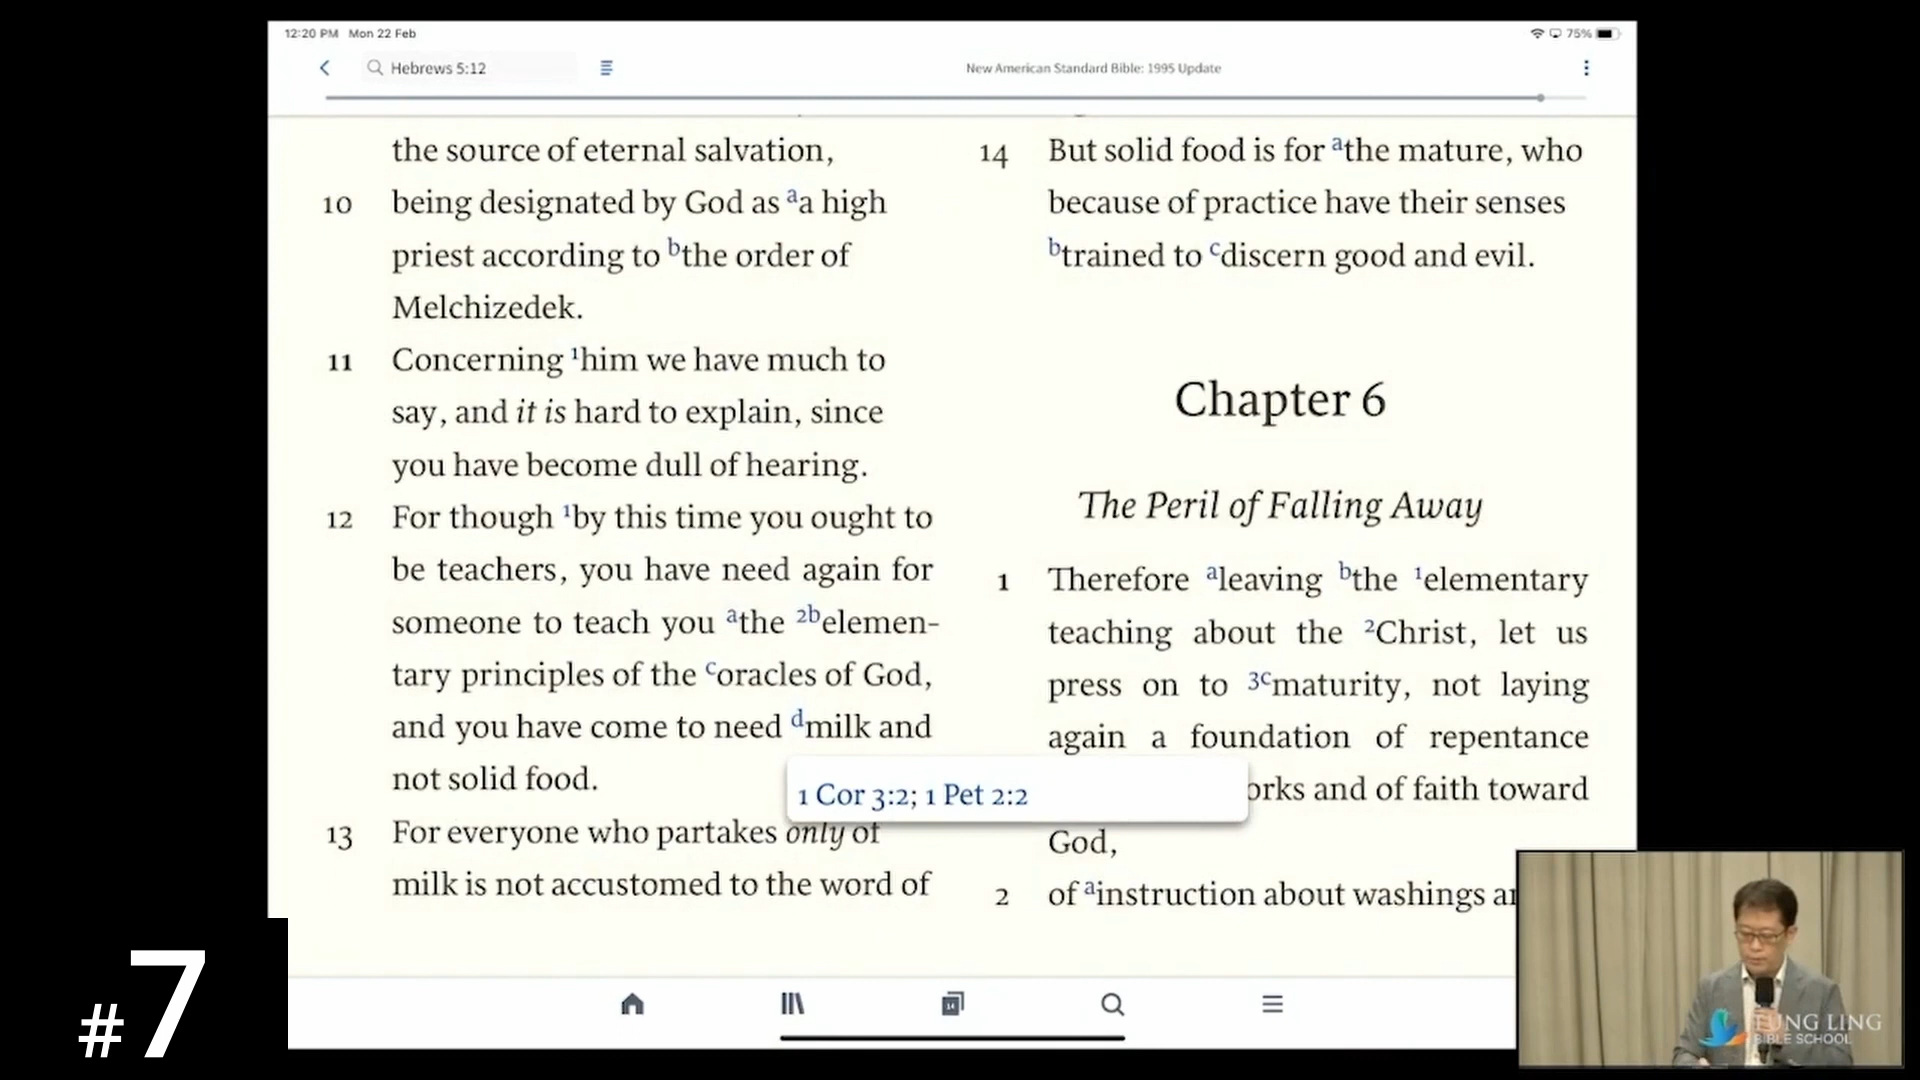 12:20 PM Mon 22 Feb
75%
Hebrews 5:12
New American Standard Bible: 1995 Update
the source of eternal salvation,
10 being designated by God as ᵃa high
priest according to ᵇthe order of
Melchizedek.
11 Concerning ¹him we have much to
say, and it is hard to explain, since
you have become dull of hearing.
12 For though ¹by this time you ought to
be teachers, you have need again for
someone to teach you ᵃthe ²ᵇelemen-
tary principles of the ᶜoracles of God,
and you have come to need ᵈmilk and
not solid food.
13 For everyone who partakes only of
milk is not accustomed to the word of
1 Cor 3:2; 1 Pet 2:2
14 But solid food is for ᵃthe mature, who
because of practice have their senses
ᵇtrained to ᶜdiscern good and evil.
Chapter 6
The Peril of Falling Away
1 Therefore ᵃleaving ᵇthe ¹elementary
teaching about the ²Christ, let us
press on to ³ᶜmaturity, not laying
again a foundation of repentance
orks and of faith toward
God,
2 of ᵃinstruction about washings
14
#7
TUNG LING
BIBLE SCHOOL